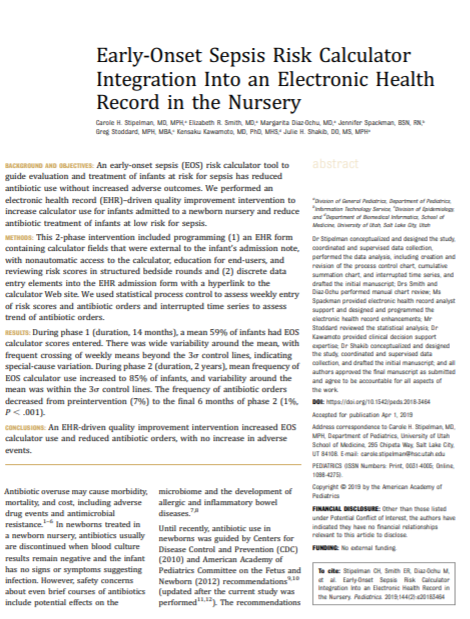 Early-Onset Sepsis Risk Calculator
Integration Into an Electronic Health
Record in the Nursery
Carole H. Stipelman, MD, MPH,ᵃ Elizabeth R. Smith, MD,ᵃ Margarita Diaz-Ochu, MD,ᵃ Jennifer Spackman, BSN, RN,ᵇ
Greg Stoddard, MPH, MBA,ᶜ Kensaku Kawamoto, MD, PhD, MHS,ᵈ Julie H. Shakib, DO, MS, MPHᵃ
BACKGROUND AND OBJECTIVES: An early-onset sepsis (EOS) risk calculator tool to
guide evaluation and treatment of infants at risk for sepsis has reduced
antibiotic use without increased adverse outcomes. We performed an
electronic health record (EHR)–driven quality improvement intervention to
increase calculator use for infants admitted to a newborn nursery and reduce
antibiotic treatment of infants at low risk for sepsis.
METHODS: This 2-phase intervention included programming (1) an EHR form
containing calculator fields that were external to the infant's admission note,
with nonautomatic access to the calculator, education for end-users, and
reviewing risk scores in structured bedside rounds and (2) discrete data
entry elements into the EHR admission form with a hyperlink to the
calculator Web site. We used statistical process control to assess weekly entry
of risk scores and antibiotic orders and interrupted time series to assess
trend of antibiotic orders.
RESULTS: During phase 1 (duration, 14 months), a mean 59% of infants had EOS
calculator scores entered. There was wide variability around the mean, with
frequent crossing of weekly means beyond the 3σ control lines, indicating
special-cause variation. During phase 2 (duration, 2 years), mean frequency of
EOS calculator use increased to 85% of infants, and variability around the
mean was within the 3σ control lines. The frequency of antibiotic orders
decreased from preintervention (7%) to the final 6 months of phase 2 (1%,
P < .001).
CONCLUSIONS: An EHR-driven quality improvement intervention increased EOS
calculator use and reduced antibiotic orders, with no increase in adverse
events.
abstract
ᵃDivision of General Pediatrics, Department of Pediatrics,
ᵇInformation Technology Service, ᶜDivision of Epidemiology
and ᵈDepartment of Biomedical Informatics, School of
Medicine, University of Utah, Salt Lake City, Utah
Dr Stipelman conceptualized and designed the study,
coordinated and supervised data collection,
performed the data analysis, including creation and
revision of the process control chart, cumulative
summation chart, and interrupted time series, and
drafted the initial manuscript; Drs Smith and
Diaz-Ochu performed manual chart review; Ms
Spackman provided electronic health record analyst
support and designed and programmed the
electronic health record enhancements; Mr
Stoddard reviewed the statistical analysis; Dr
Kawamoto provided clinical decision support
expertise; Dr Shakib conceptualized and designed
the study, coordinated and supervised data
collection, and drafted the initial manuscript; and all
authors approved the final manuscript as submitted
and agree to be accountable for all aspects of
the work.
DOI: https://doi.org/10.1542/peds.2018-3464
Accepted for publication Apr 1, 2019
Address correspondence to Carole H. Stipelman, MD,
MPH, Department of Pediatrics, University of Utah
School of Medicine, 295 Chipeta Way, Salt Lake City,
UT 84108. E-mail: carole.stipelman@hsc.utah.edu
PEDIATRICS (ISSN Numbers: Print, 0031-4005; Online,
1098-4275).
Copyright © 2019 by the American Academy of
Pediatrics
FINANCIAL DISCLOSURE: Other than those listed
under Potential Conflict of Interest, the authors have
indicated they have no financial relationships
relevant to this article to disclose.
FUNDING: No external funding.
To cite: Stipelman CH, Smith ER, Diaz-Ochu M,
et al. Early-Onset Sepsis Risk Calculator
Integration Into an Electronic Health Record in
the Nursery. Pediatrics. 2019;144(2):e20183464
Antibiotic overuse may cause morbidity,
mortality, and cost, including adverse
drug events and antimicrobial
resistance.¹⁻⁶ In newborns treated in
a newborn nursery, antibiotics usually
are discontinued when blood culture
results remain negative and the infant
has no signs or symptoms suggesting
infection. However, safety concerns
about even brief courses of antibiotics
include potential effects on the
microbiome and the development of
allergic and inflammatory bowel
diseases.⁷,⁸
Until recently, antibiotic use in
newborns was guided by Centers for
Disease Control and Prevention (CDC)
(2010) and American Academy of
Pediatrics Committee on the Fetus and
Newborn (2012) recommendations⁹,¹⁰
(updated after the current study was
performed¹¹,¹²). The recommendations